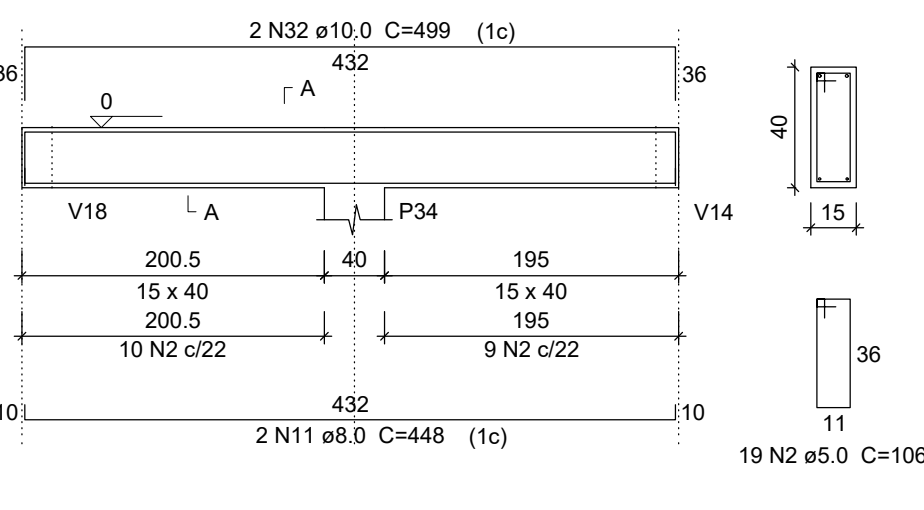 2 N32 ø10.0 C=499 (1c)
432
36
36
A
0
40
V18
A
P34
V14
15
200.5
40
195
15 x 40
15 x 40
200.5
195
10 N2 c/22
9 N2 c/22
36
432
10
10
11
2 N11 ø8.0 C=448 (1c)
19 N2 ø5.0 C=106